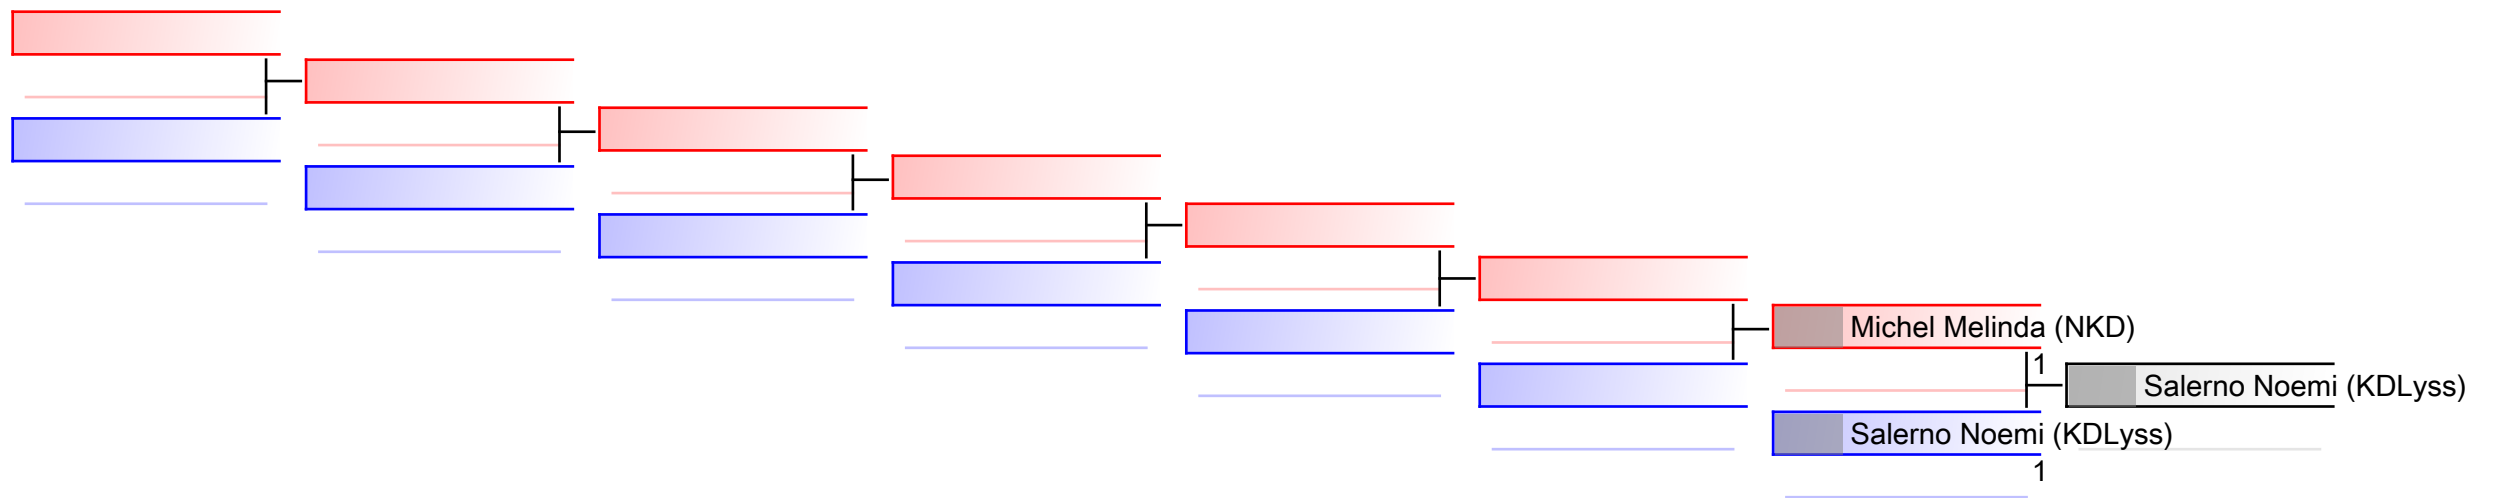 Michel Melinda (NKD)
1
Salerno Noemi (KDLyss)
Salerno Noemi (KDLyss)
1